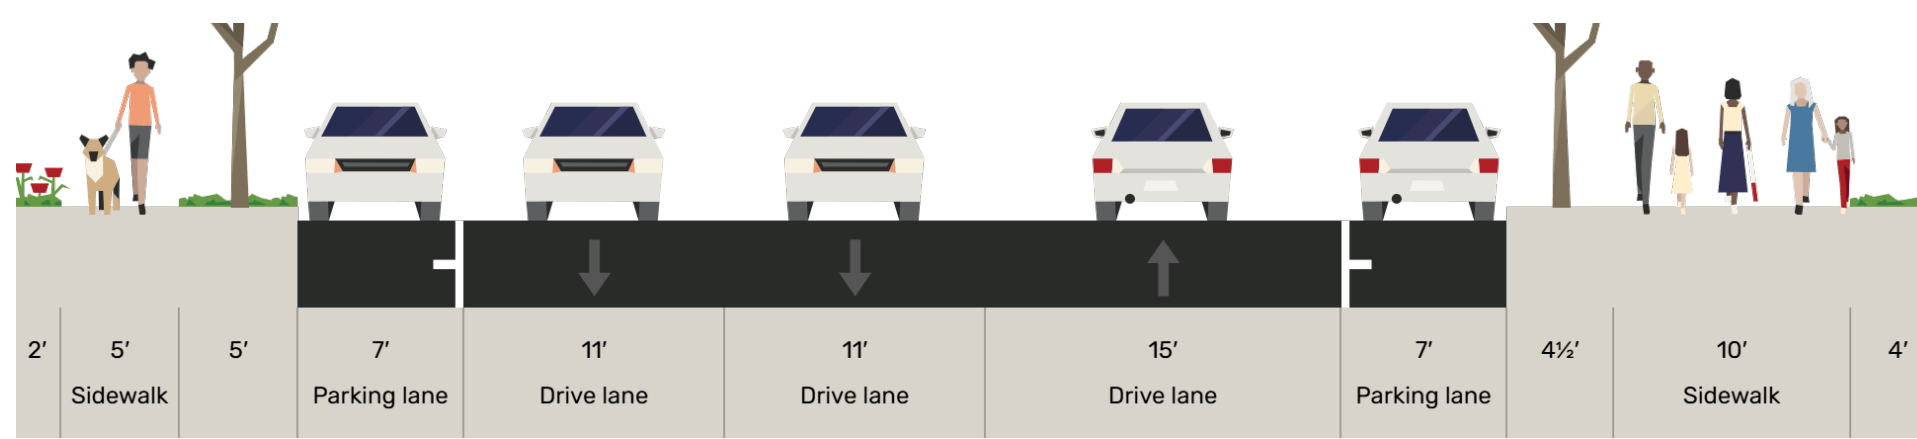 2′ 5′ 5′ 7′ 11′ 11′ 15′ 7′ 4½′ 10′ 4′
Sidewalk Parking lane Drive lane Drive lane Drive lane Parking lane Sidewalk